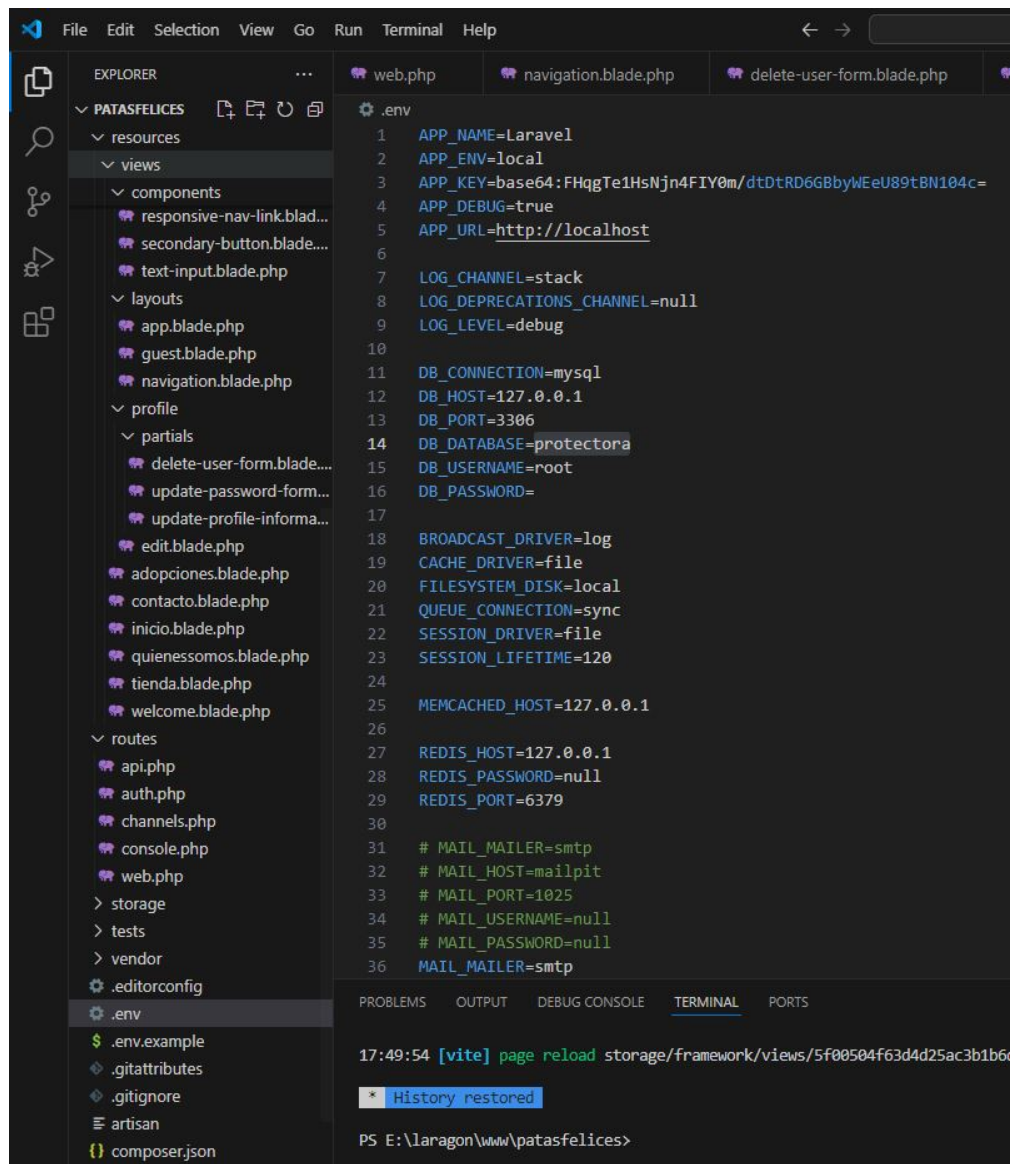 File Edit Selection View Go Run Terminal Help
EXPLORER
PATASFELICES
resources
views
components
responsive-nav-link.blad...
secondary-button.blade....
text-input.blade.php
layouts
app.blade.php
guest.blade.php
navigation.blade.php
profile
partials
delete-user-form.blade....
update-password-form...
update-profile-informa...
edit.blade.php
adopciones.blade.php
contacto.blade.php
inicio.blade.php
quienessomos.blade.php
tienda.blade.php
welcome.blade.php
routes
api.php
auth.php
channels.php
console.php
web.php
storage
tests
vendor
.editorconfig
.env
.env.example
.gitattributes
.gitignore
artisan
composer.json
web.php navigation.blade.php delete-user-form.blade.php
.env
1 APP_NAME=Laravel
2 APP_ENV=local
3 APP_KEY=base64:FHqgTe1HsNjn4FIY0m/dtDtRD6GBbyWEeU89tBN104c=
4 APP_DEBUG=true
5 APP_URL=http://localhost
6
7 LOG_CHANNEL=stack
8 LOG_DEPRECATIONS_CHANNEL=null
9 LOG_LEVEL=debug
10
11 DB_CONNECTION=mysql
12 DB_HOST=127.0.0.1
13 DB_PORT=3306
14 DB_DATABASE=protectora
15 DB_USERNAME=root
16 DB_PASSWORD=
17
18 BROADCAST_DRIVER=log
19 CACHE_DRIVER=file
20 FILESYSTEM_DISK=local
21 QUEUE_CONNECTION=sync
22 SESSION_DRIVER=file
23 SESSION_LIFETIME=120
24
25 MEMCACHED_HOST=127.0.0.1
26
27 REDIS_HOST=127.0.0.1
28 REDIS_PASSWORD=null
29 REDIS_PORT=6379
30
31 # MAIL_MAILER=smtp
32 # MAIL_HOST=mailpit
33 # MAIL_PORT=1025
34 # MAIL_USERNAME=null
35 # MAIL_PASSWORD=null
36 MAIL_MAILER=smtp
PROBLEMS OUTPUT DEBUG CONSOLE TERMINAL PORTS
17:49:54 [vite] page reload storage/framework/views/5f00504f63d4d25ac3b1b6
* History restored
PS E:\laragon\www\patasfelices>